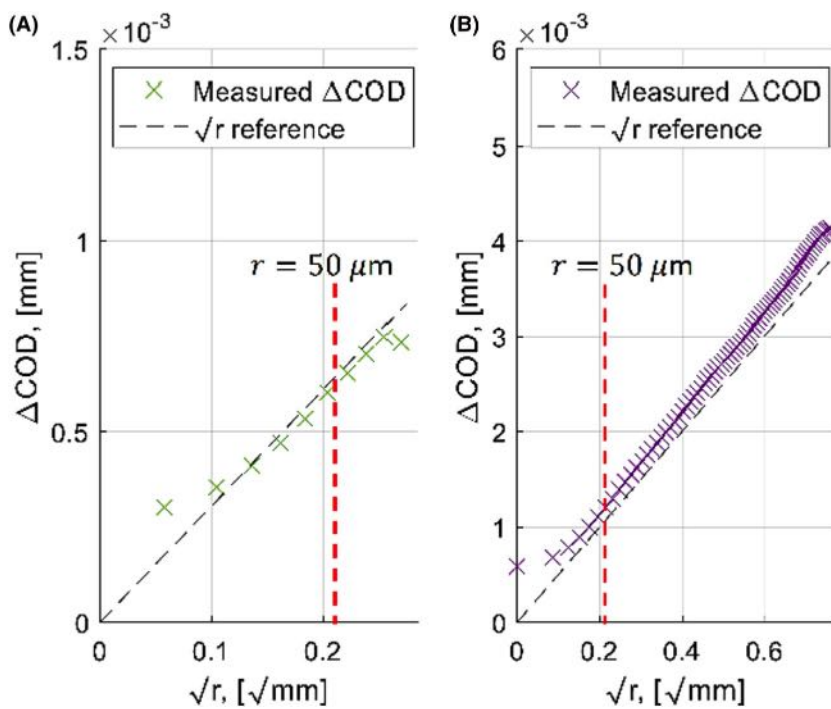 (A)
×10⁻³
1.5
1
0.5
0
ΔCOD, [mm]
Measured ΔCOD
√r reference
r = 50 μm
0
0.1
0.2
√r, [√mm]
(B)
×10⁻³
6
5
4
3
2
1
0
ΔCOD, [mm]
Measured ΔCOD
√r reference
r = 50 μm
0
0.2
0.4
0.6
√r, [√mm]